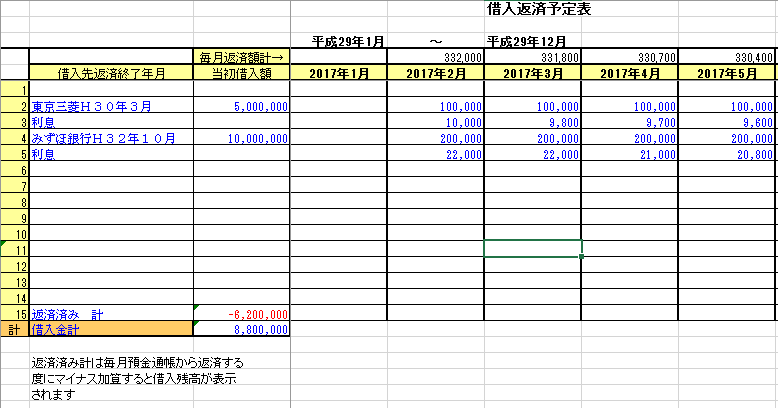 借入返済予定表
平成29年1月 ～ 平成29年12月
毎月返済額計→ 332,000 331,800 330,700 330,400
借入先返済終了年月 当初借入額 2017年1月 2017年2月 2017年3月 2017年4月 2017年5月
1
2 東京三菱Ｈ３０年３月 5,000,000 100,000 100,000 100,000 100,000
3 利息 10,000 9,800 9,700 9,600
4 みずほ銀行Ｈ３２年１０月 10,000,000 200,000 200,000 200,000 200,000
5 利息 22,000 22,000 21,000 20,800
6
7
8
9
10
11
12
13
14
15 返済済み　計 -6,200,000
計 借入金計 8,800,000
返済済み計は毎月預金通帳から返済する
度にマイナス加算すると借入残高が表示
されます